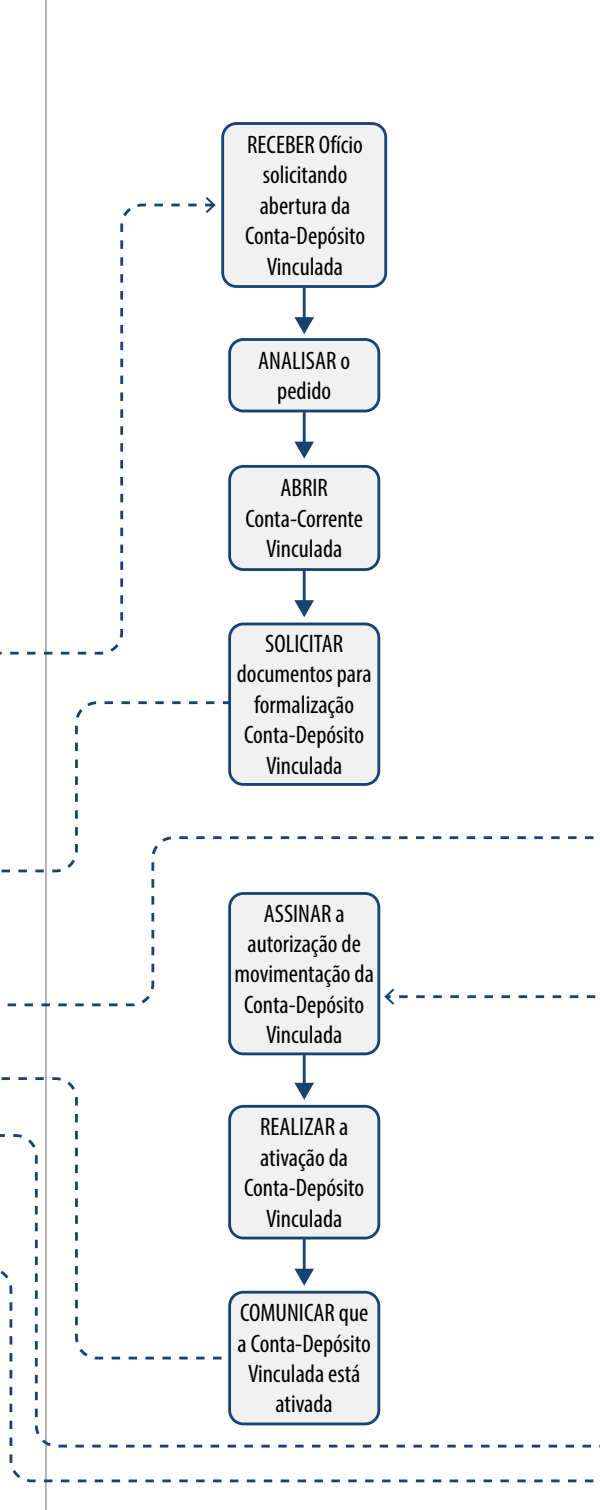 RECEBER Ofício
solicitando
abertura da
Conta-Depósito
Vinculada
ANALISAR o
pedido
ABRIR
Conta-Corrente
Vinculada
SOLICITAR
documentos para
formalização
Conta-Depósito
Vinculada
ASSINAR a
autorização de
movimentação da
Conta-Depósito
Vinculada
REALIZAR a
ativação da
Conta-Depósito
Vinculada
COMUNICAR que
a Conta-Depósito
Vinculada está
ativada